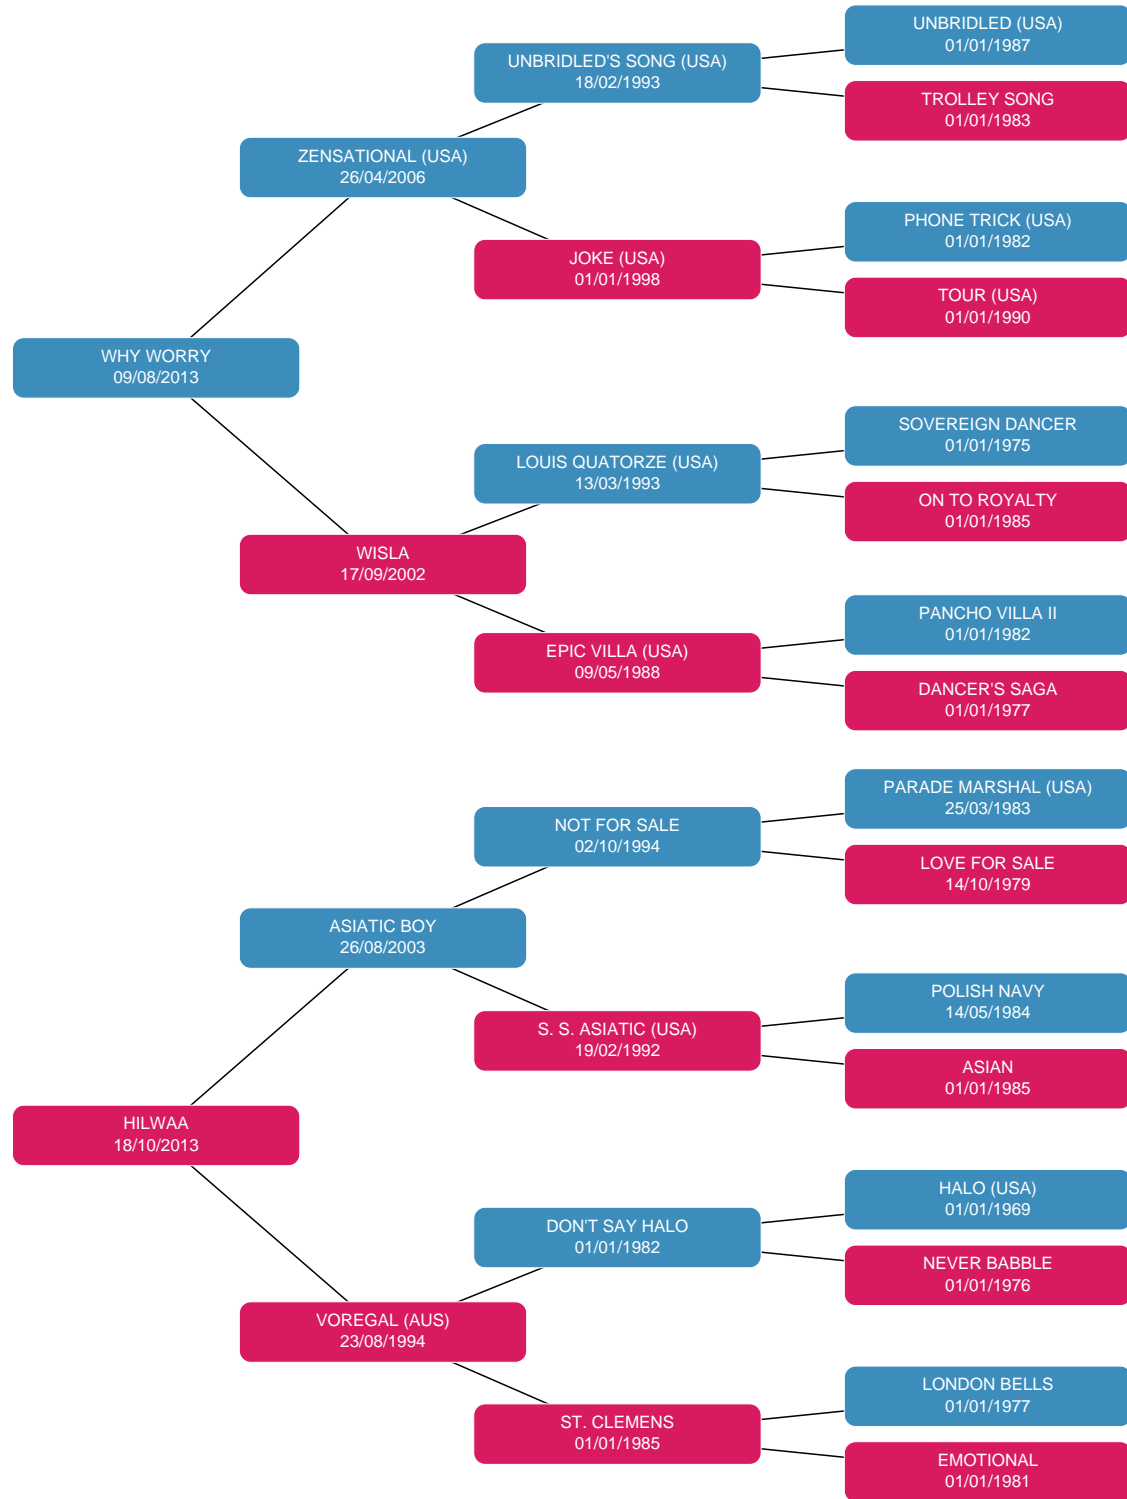 UNBRIDLED (USA)
01/01/1987
UNBRIDLED'S SONG (USA)
18/02/1993
TROLLEY SONG
01/01/1983
ZENSATIONAL (USA)
26/04/2006
PHONE TRICK (USA)
01/01/1982
JOKE (USA)
01/01/1998
TOUR (USA)
01/01/1990
WHY WORRY
09/08/2013
SOVEREIGN DANCER
01/01/1975
LOUIS QUATORZE (USA)
13/03/1993
ON TO ROYALTY
01/01/1985
WISLA
17/09/2002
PANCHO VILLA II
01/01/1982
EPIC VILLA (USA)
09/05/1988
DANCER'S SAGA
01/01/1977
PARADE MARSHAL (USA)
25/03/1983
NOT FOR SALE
02/10/1994
LOVE FOR SALE
14/10/1979
ASIATIC BOY
26/08/2003
POLISH NAVY
14/05/1984
S. S. ASIATIC (USA)
19/02/1992
ASIAN
01/01/1985
HILWAA
18/10/2013
HALO (USA)
01/01/1969
DON'T SAY HALO
01/01/1982
NEVER BABBLE
01/01/1976
VOREGAL (AUS)
23/08/1994
LONDON BELLS
01/01/1977
ST. CLEMENS
01/01/1985
EMOTIONAL
01/01/1981